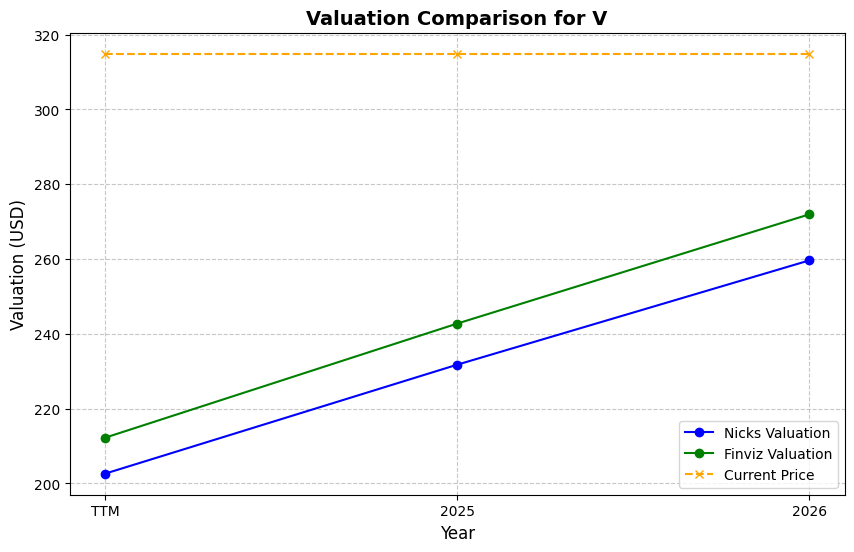 Valuation Comparison for V
Valuation (USD)
320
300
280
260
240
220
200
TTM
2025
2026
Year
Nicks Valuation
Finviz Valuation
Current Price